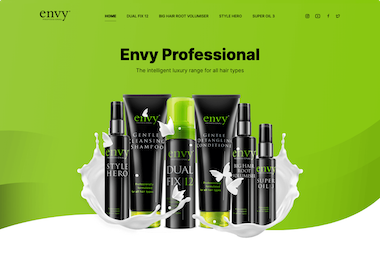 envy
HOME
DUAL FIX 12
BIG HAIR ROOT VOLUMISER
STYLE HERO
SUPER OIL 3
Envy Professional
The intelligent luxury range for all hair types
envy
STYLE
HERO
envy
GENTLE
CLEANSING
SHAMPOO
envy
DUAL
FIX|12
envy
GENTLE
DETANGLING
CONDITIONER
envy
BIG HAIR
ROOT
VOLUMISER
envy
SUPER
OIL